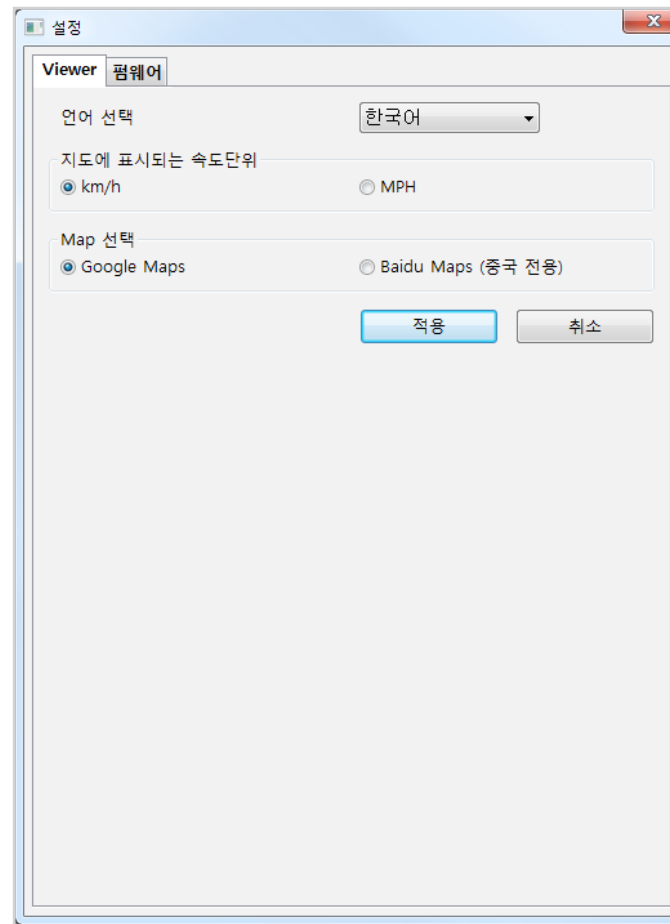 설정
Viewer 펌웨어
언어 선택 한국어
지도에 표시되는 속도단위
km/h MPH
Map 선택
Google Maps Baidu Maps (중국 전용)
적용 취소